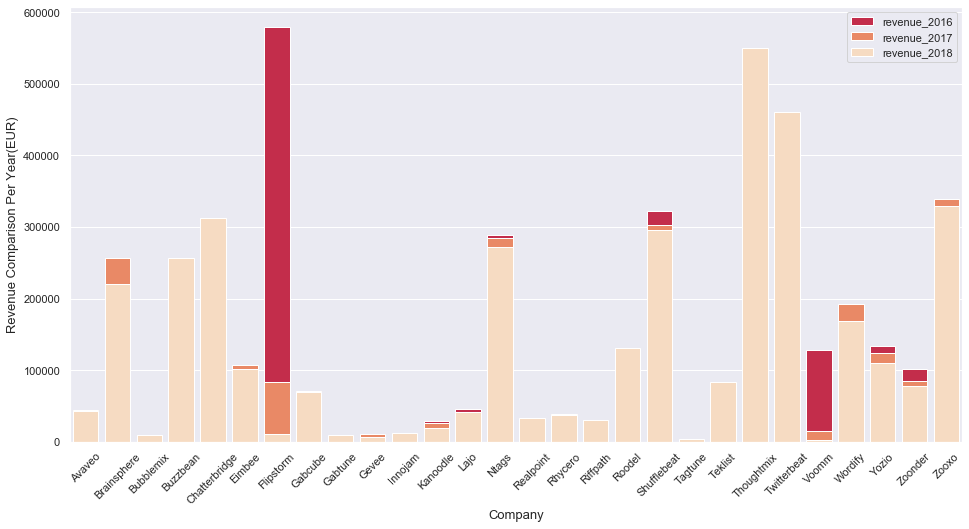 600000
500000
400000
300000
200000
100000
0
Revenue Comparison Per Year(EUR)
revenue_2016
revenue_2017
revenue_2018
Avaveo
Brainsphere
Bubblemix
Buzzbean
Chatterbridge
Eimbee
Flipstorm
Gabcube
Gabtune
Gevee
Innojam
Kanoodle
Lajo
Ntags
Realpoint
Rhycero
Riffpath
Roodel
Shufflebeat
Tagtune
Teklist
Thoughtmix
Twitterbeat
Voomm
Wordify
Yozio
Zoonder
Zooxo
Company